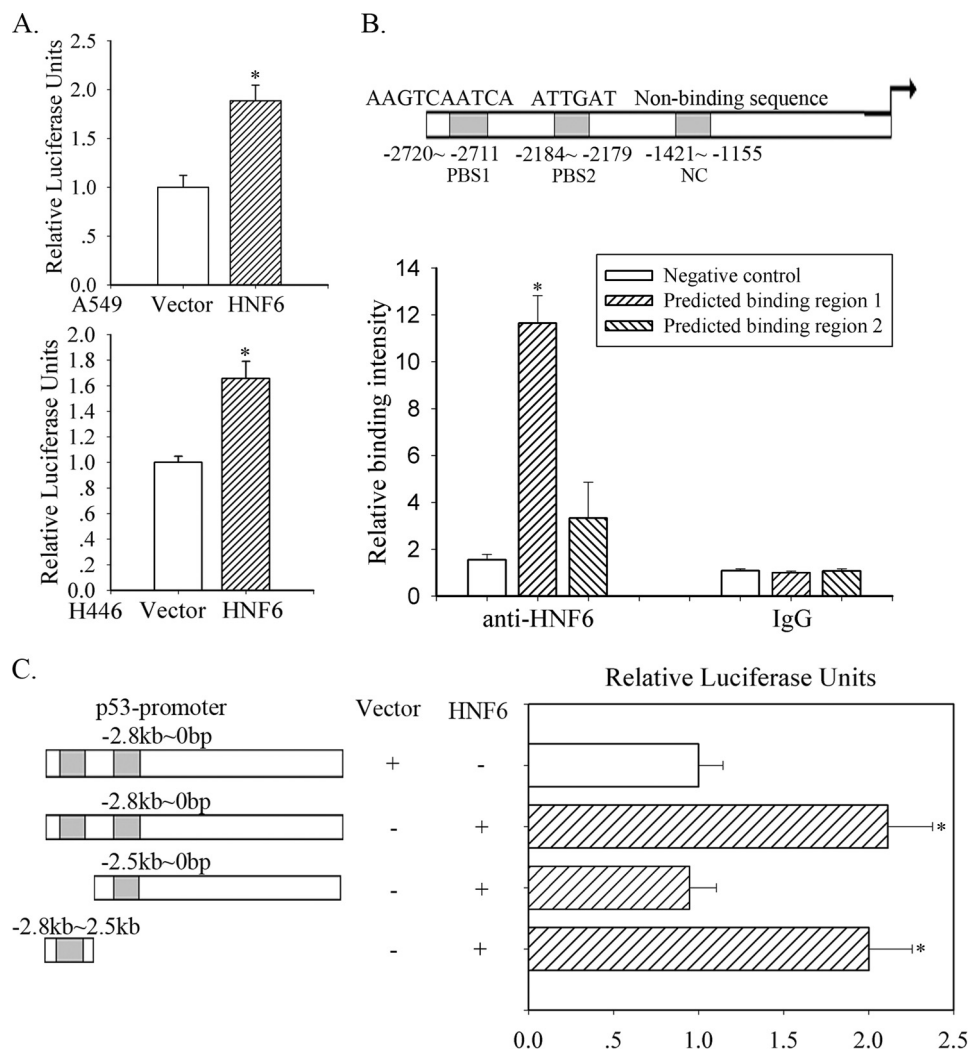 A.
Relative Luciferase Units
2.5
2.0
1.5
1.0
.5
0.0
*
A549 Vector HNF6
Relative Luciferase Units
2.0
1.8
1.6
1.4
1.2
1.0
.8
.6
.4
.2
0
*
H446 Vector HNF6
B.
AAGTCAATCA ATTGAT Non-binding sequence
-2720~ -2711 -2184~ -2179 -1421~ -1155
PBS1 PBS2 NC
Relative binding intensity
14
12
10
8
6
4
2
0
*
Negative control
Predicted binding region 1
Predicted binding region 2
anti-HNF6 IgG
C.
Relative Luciferase Units
p53-promoter Vector HNF6
-2.8kb~0bp
+ -
-2.8kb~0bp
- + *
-2.5kb~0bp
- +
-2.8kb~2.5kb
- + *
0.0 .5 1.0 1.5 2.0 2.5